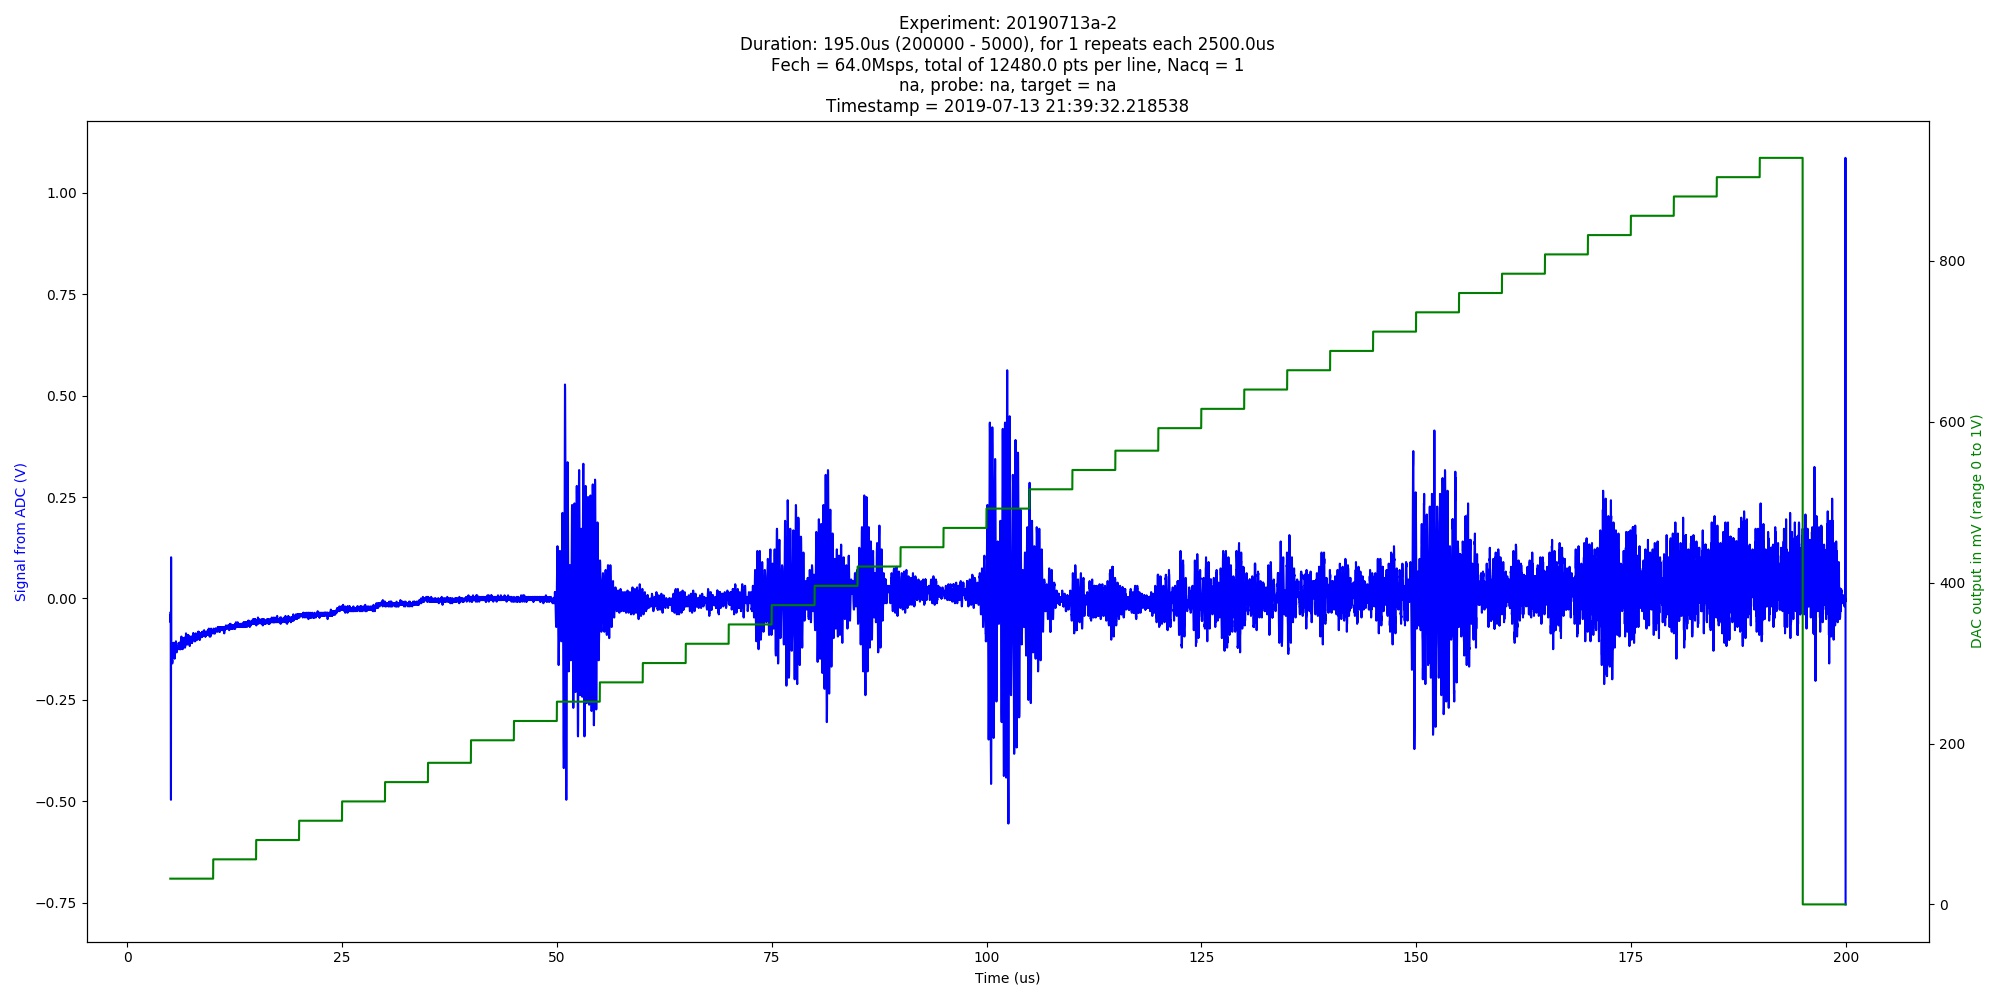 Experiment: 20190713a-2
Duration: 195.0us (200000 - 5000), for 1 repeats each 2500.0us
Fech = 64.0Msps, total of 12480.0 pts per line, Nacq = 1
na, probe: na, target = na
Timestamp = 2019-07-13 21:39:32.218538
Signal from ADC (V)
1.00
0.75
0.50
0.25
0.00
−0.25
−0.50
−0.75
0
25
50
75
100
125
150
175
200
Time (us)
800
600
400
200
0
DAC output in mV (range 0 to 1V)